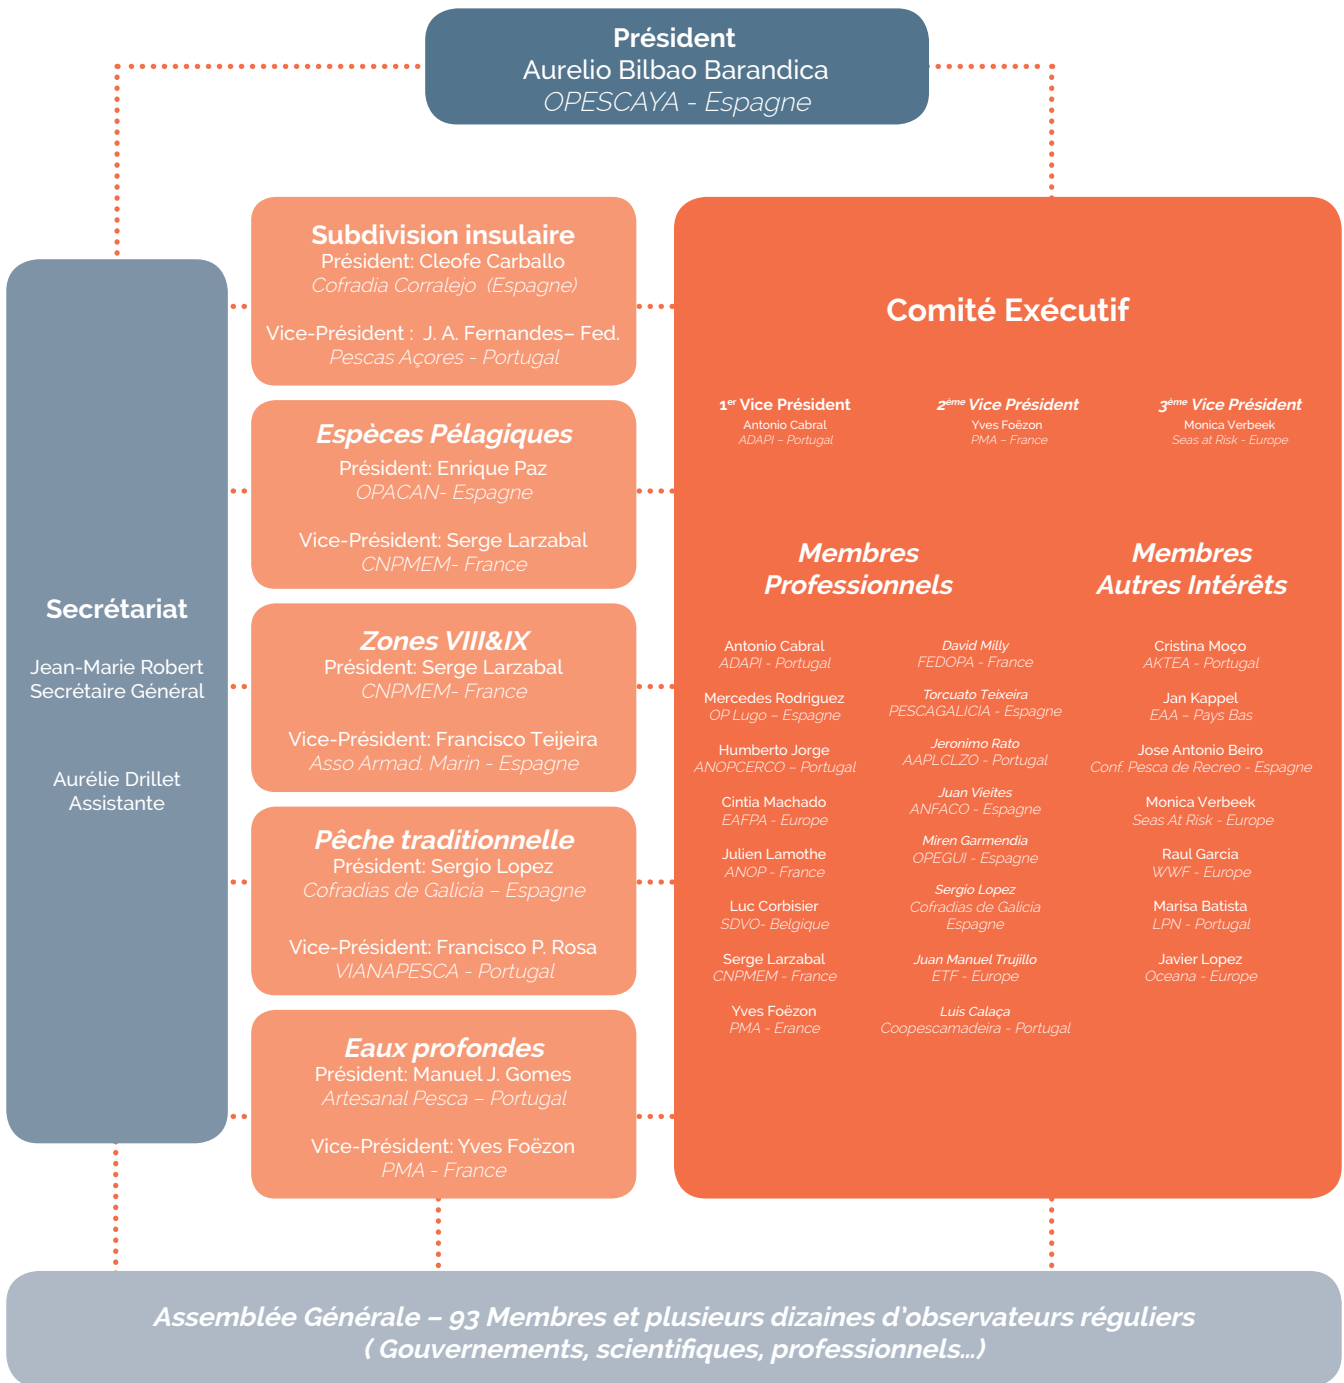 Président
Aurelio Bilbao Barandica
OPESCAYA - Espagne
Secrétariat
Jean-Marie Robert
Secrétaire Général
Aurélie Drillet
Assistante
Subdivision insulaire
Président: Cleofe Carballo
Cofradia Corralejo (Espagne)
Vice-Président : J. A. Fernandes– Fed.
Pescas Açores - Portugal
Espèces Pélagiques
Président: Enrique Paz
OPACAN- Espagne
Vice-Président: Serge Larzabal
CNPMEM- France
Zones VIII&IX
Président: Serge Larzabal
CNPMEM- France
Vice-Président: Francisco Teijeira
Asso Armad. Marin - Espagne
Pêche traditionnelle
Président: Sergio Lopez
Cofradias de Galicia – Espagne
Vice-Président: Francisco P. Rosa
VIANAPESCA - Portugal
Eaux profondes
Président: Manuel J. Gomes
Artesanal Pesca – Portugal
Vice-Président: Yves Foëzon
PMA - France
Comité Exécutif
1er Vice Président
Antonio Cabral
ADAPI – Portugal
2ème Vice Président
Yves Foëzon
PMA – France
3ème Vice Président
Monica Verbeek
Seas at Risk - Europe
Membres
Professionnels
Antonio Cabral
ADAPI - Portugal
Mercedes Rodriguez
OP Lugo – Espagne
Humberto Jorge
ANOPCERCO – Portugal
Cintia Machado
EAFPA - Europe
Julien Lamothe
ANOP - France
Luc Corbisier
SDVO- Belgique
Serge Larzabal
CNPMEM - France
Yves Foëzon
PMA - Erance
David Milly
FEDOPA - France
Torcuato Teixeira
PESCAGALICIA - Espagne
Jeronimo Rato
AAPLCLZO - Portugal
Juan Vieites
ANFACO - Espagne
Miren Garmendia
OPEGUI - Espagne
Sergio Lopez
Cofradias de Galicia
Espagne
Juan Manuel Trujillo
ETF - Europe
Luis Calaça
Coopescamadeira - Portugal
Membres
Autres Intérêts
Cristina Moço
AKTEA - Portugal
Jan Kappel
EAA – Pays Bas
Jose Antonio Beiro
Conf. Pesca de Recreo - Espagne
Monica Verbeek
Seas At Risk - Europe
Raul Garcia
WWF - Europe
Marisa Batista
LPN - Portugal
Javier Lopez
Oceana - Europe
Assemblée Générale – 93 Membres et plusieurs dizaines d'observateurs réguliers
( Gouvernements, scientifiques, professionnels...)